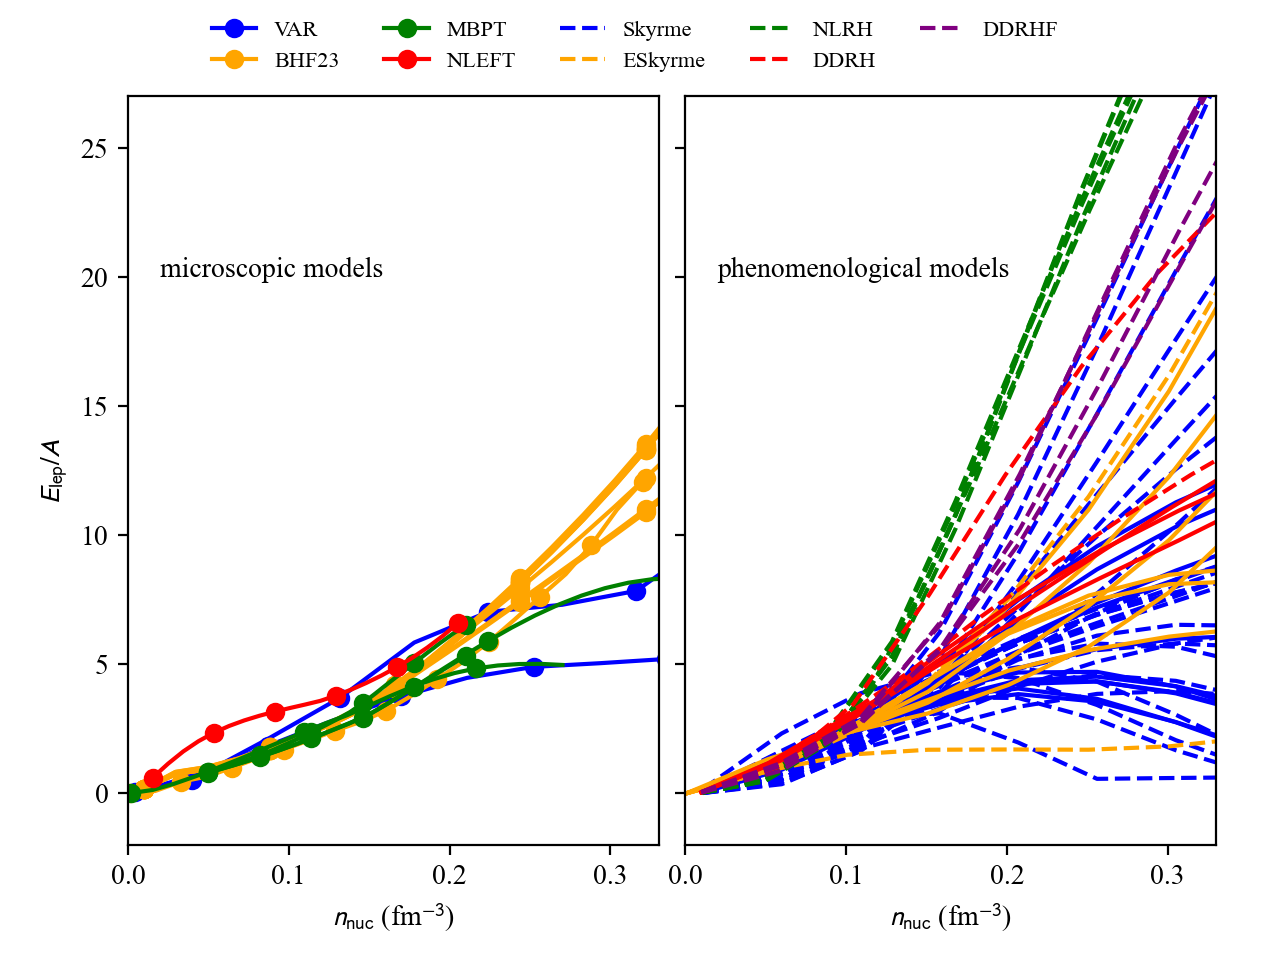 VAR MBPT Skyrme NLRH DDRHF
BHF23 NLEFT ESkyrme DDRH
25
20
15
10
5
0
E_lep/A
microscopic models
phenomenological models
0.0 0.1 0.2 0.3
0.0 0.1 0.2 0.3
n_nuc (fm⁻³)
n_nuc (fm⁻³)